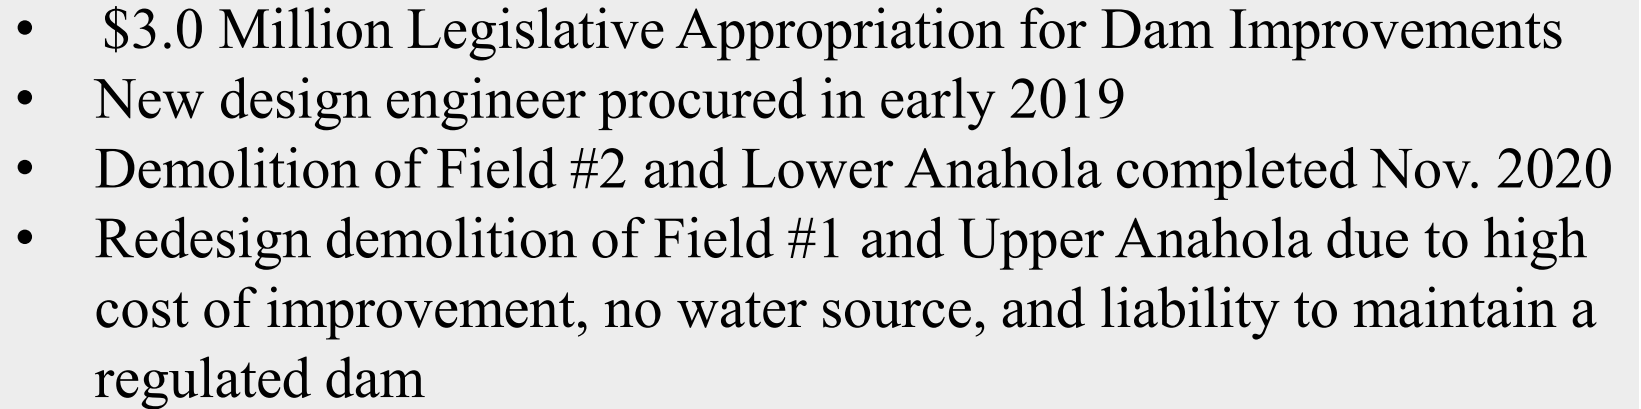 • $3.0 Million Legislative Appropriation for Dam Improvements
• New design engineer procured in early 2019
• Demolition of Field #2 and Lower Anahola completed Nov. 2020
• Redesign demolition of Field #1 and Upper Anahola due to high
cost of improvement, no water source, and liability to maintain a
regulated dam